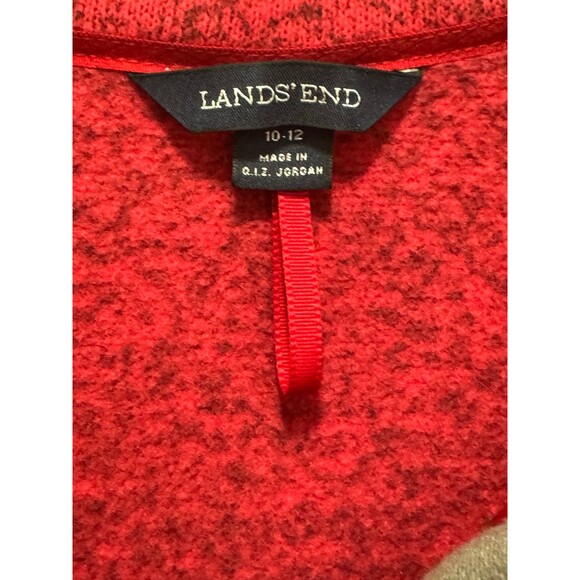 LANDS' END
10-12
MADE IN
Q.I.Z. JORDAN